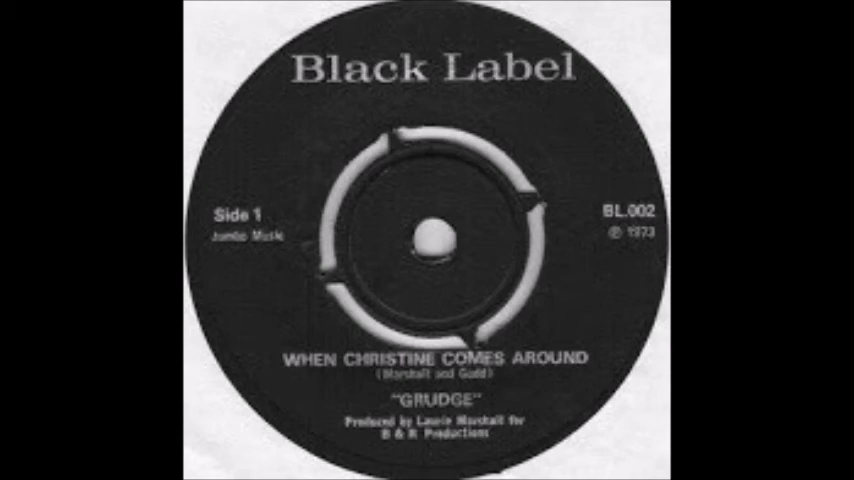 Black Label
Side 1
Jumbo Music
BL.002
℗ 1973
WHEN CHRISTINE COMES AROUND
(Marshall and Gadd)
"GRUDGE"
Produced by Laurie Marshall for
B & R Productions